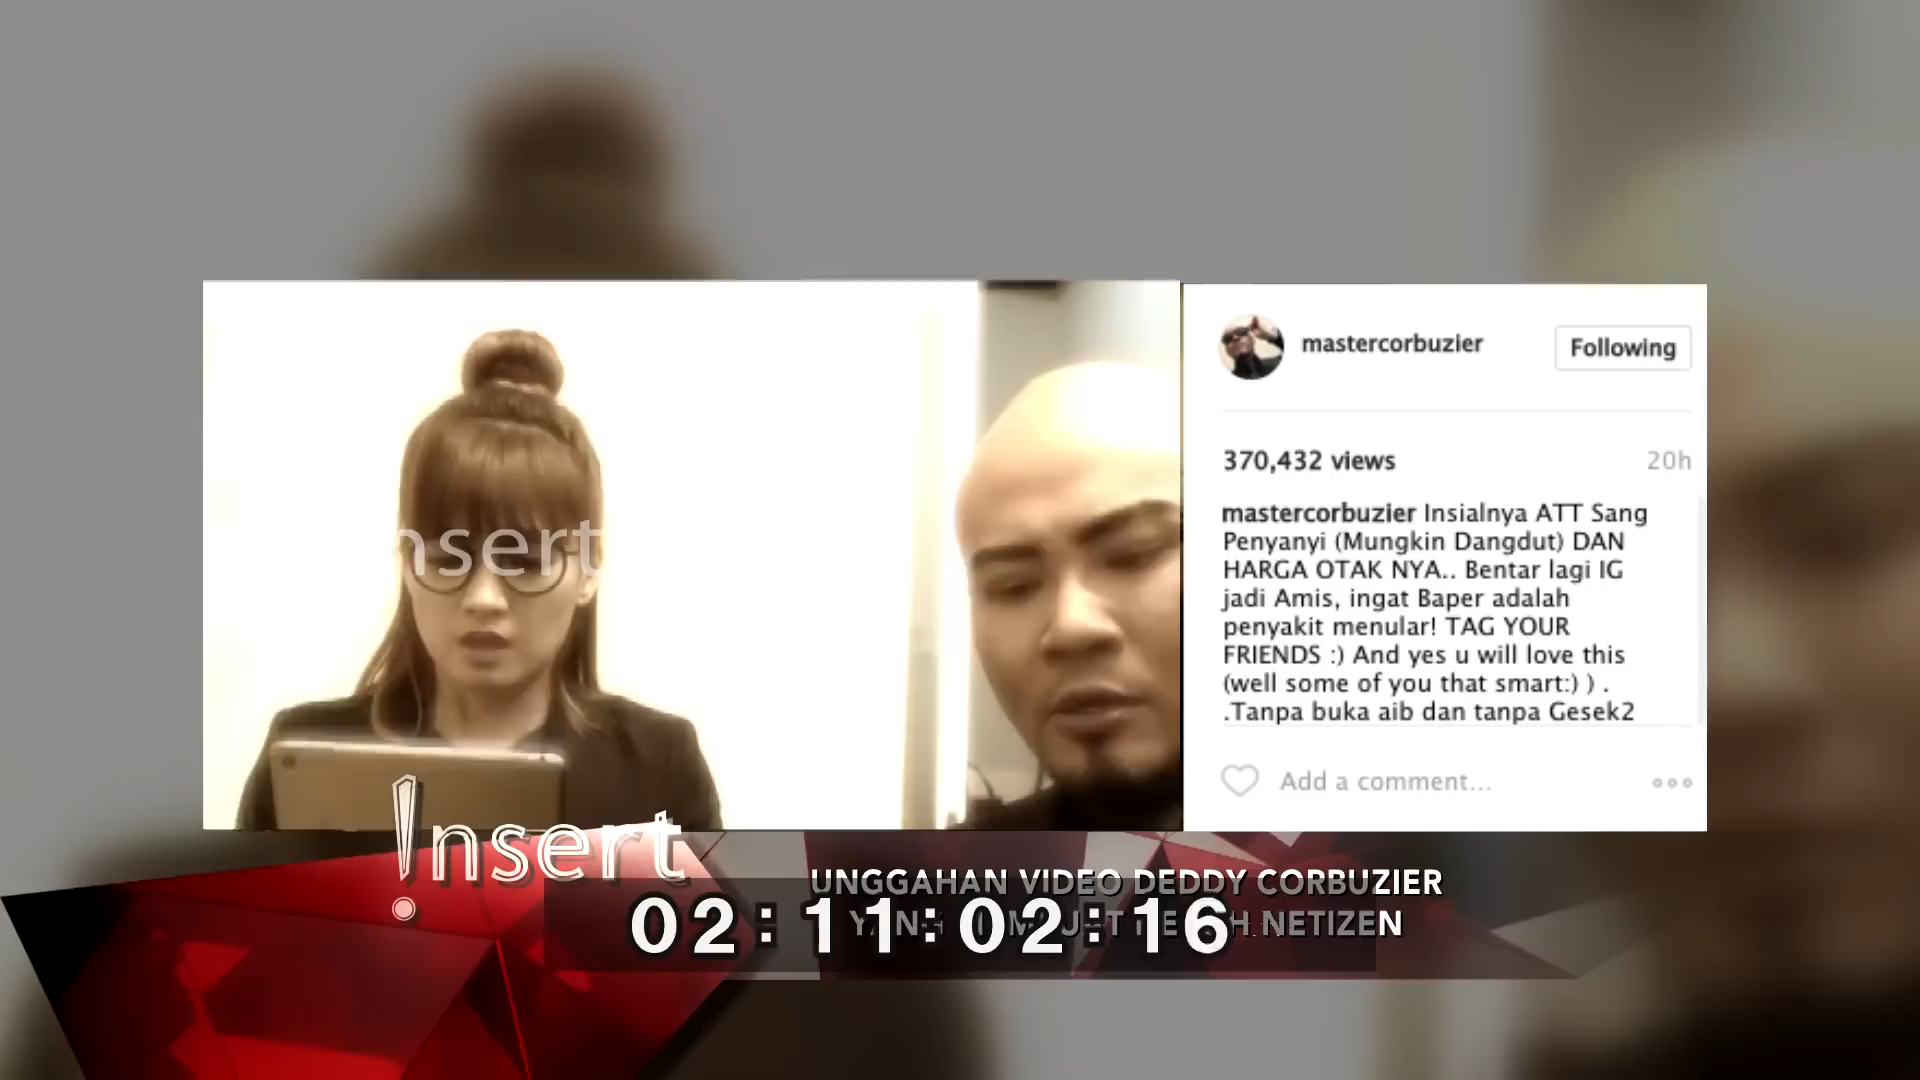 mastercorbuzier
Following
370,432 views
20h
mastercorbuzier Insialnya ATT Sang
Penyanyi (Mungkin Dangdut) DAN
HARGA OTAK NYA.. Bentar lagi IG
jadi Amis, ingat Baper adalah
penyakit menular! TAG YOUR
FRIENDS :) And yes u will love this
(well some of you that smart:) ) .
.Tanpa buka aib dan tanpa Gesek2
Add a comment...
nsert
!nsert
UNGGAHAN VIDEO DEDDY CORBUZIER
NETIZEN
02:11:02:16